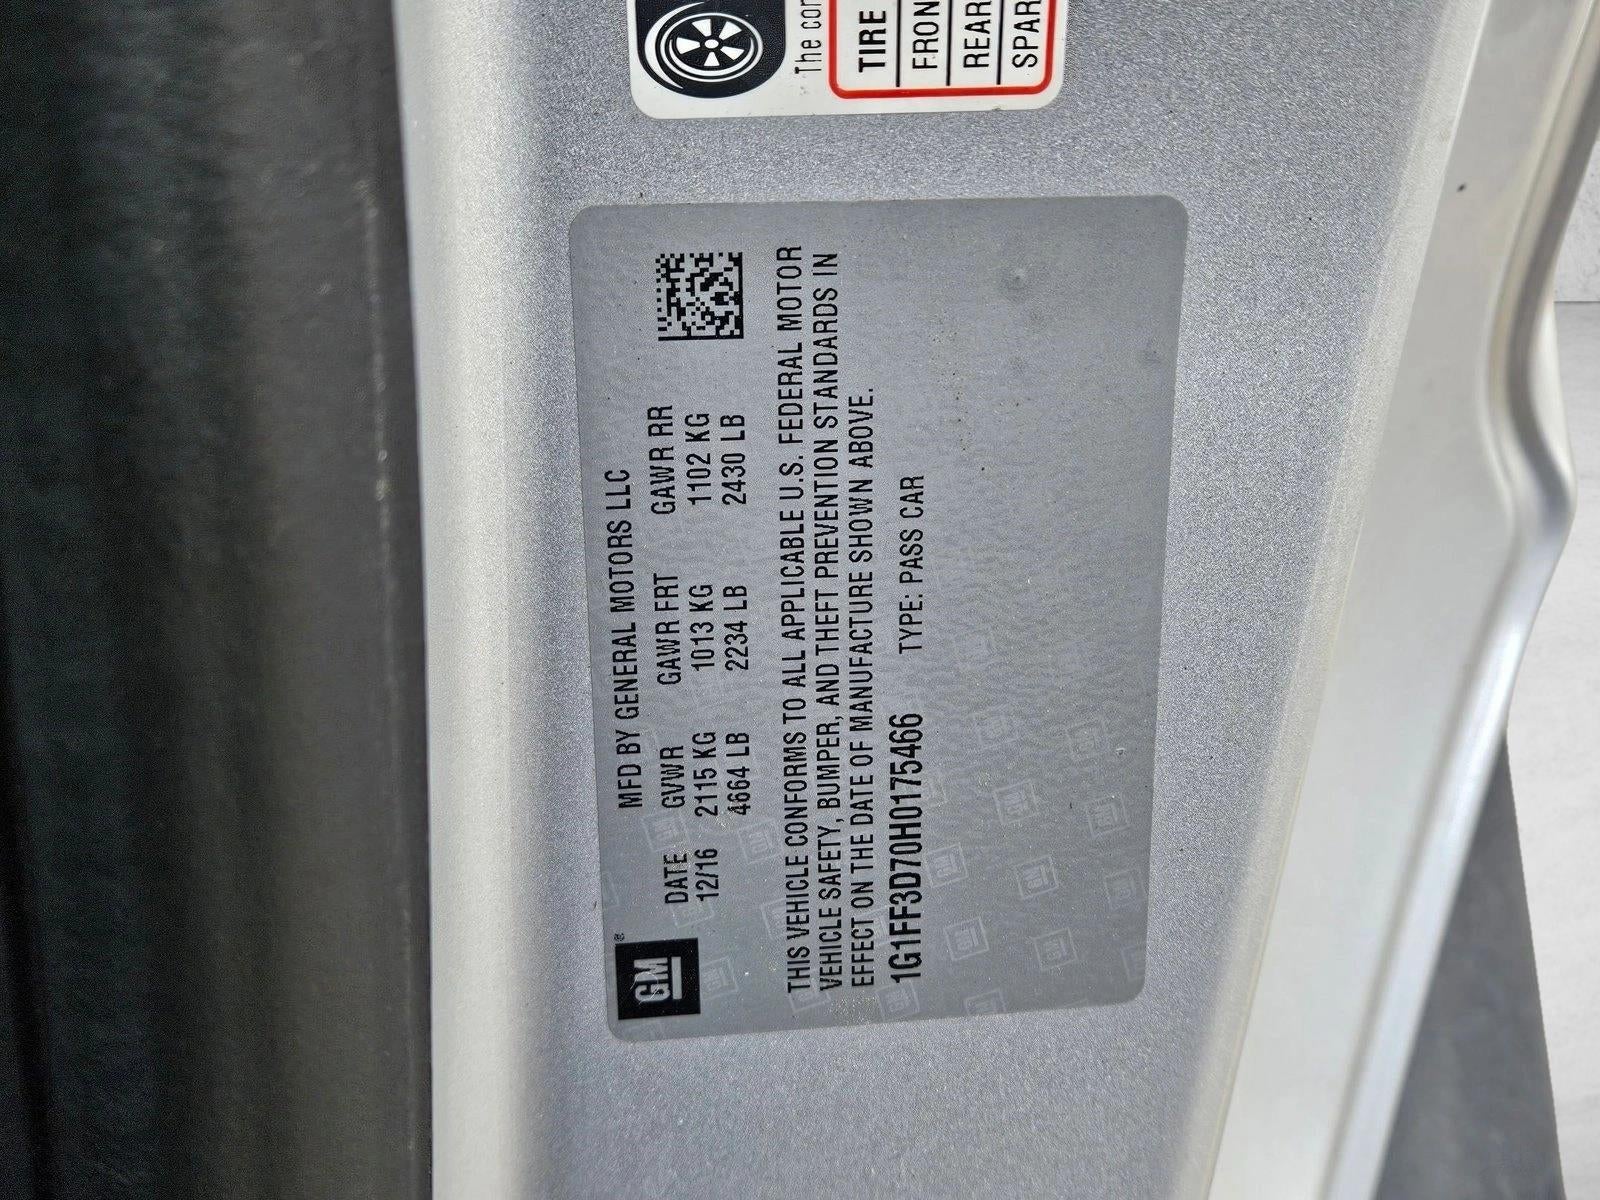 The con
TIRE
FRON
REAR
SPAR
GM®
MFD BY GENERAL MOTORS LLC
DATE GVWR GAWR FRT GAWR RR
12/16 2115 KG 1013 KG 1102 KG
4664 LB 2234 LB 2430 LB
THIS VEHICLE CONFORMS TO ALL APPLICABLE U.S. FEDERAL MOTOR
VEHICLE SAFETY, BUMPER, AND THEFT PREVENTION STANDARDS IN
EFFECT ON THE DATE OF MANUFACTURE SHOWN ABOVE.
1G1FF3D70H0175466 TYPE: PASS CAR